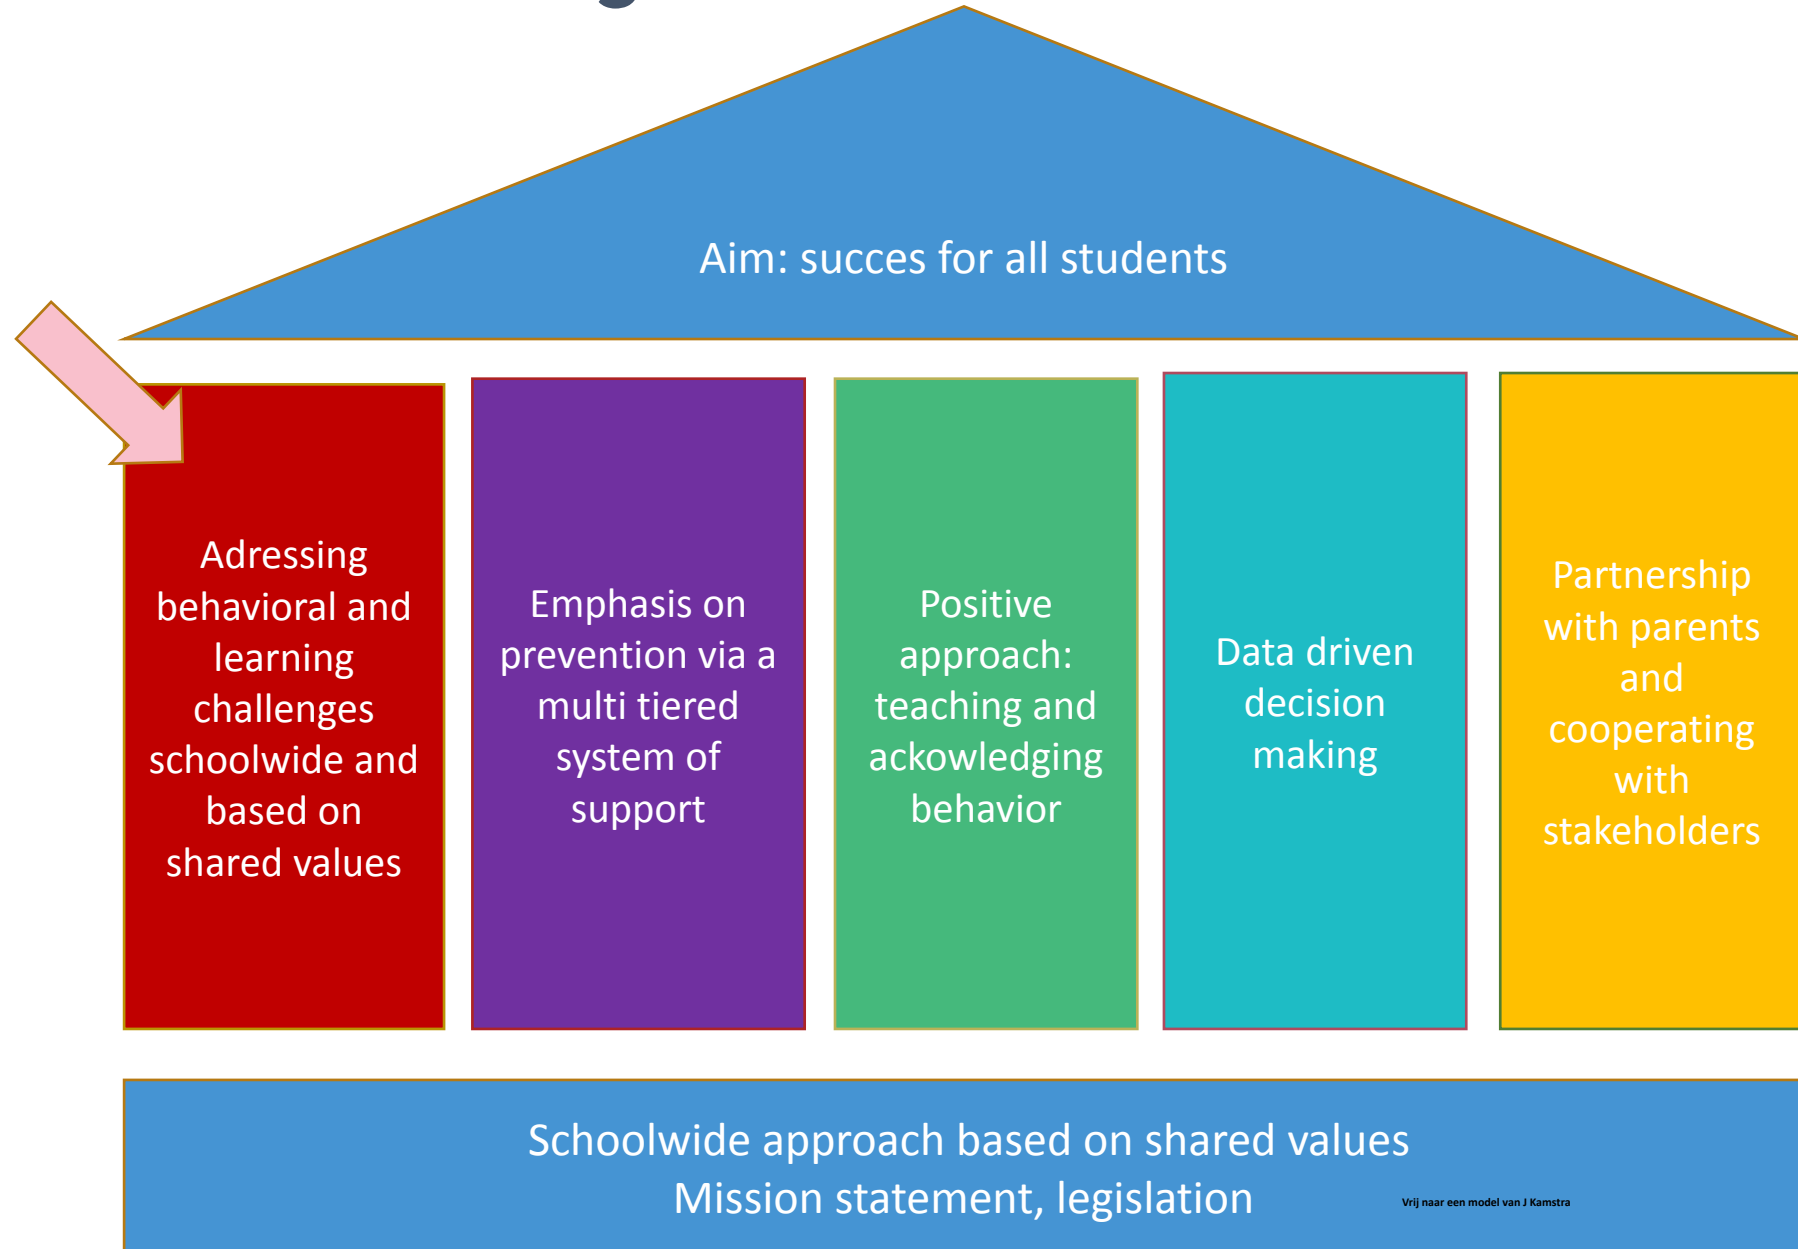 Aim: succes for all students
Adressing
behavioral and
learning
challenges
schoolwide and
based on
shared values
Emphasis on
prevention via a
multi tiered
system of
support
Positive
approach:
teaching and
ackowledging
behavior
Data driven
decision
making
Partnership
with parents
and
cooperating
with
stakeholders
Schoolwide approach based on shared values
Mission statement, legislation
Vrij naar een model van J Kamstra